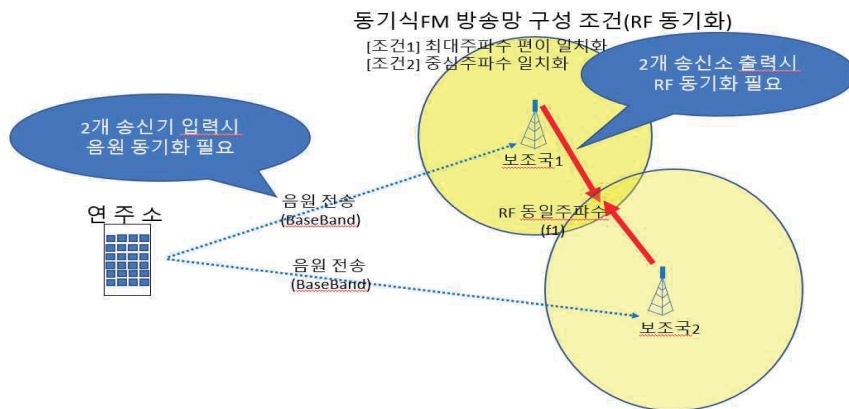 동기식FM 방송망 구성 조건(RF 동기화)
[조건1] 최대주파수 편이 일치화
[조건2] 중심주파수 일치화
2개 송신소 출력시
RF 동기화 필요
2개 송신기 입력시
음원 동기화 필요
보조국1
음원 전송
(BaseBand)
연 주 소
RF 동일주파수
(f1)
음원 전송
(BaseBand)
보조국2